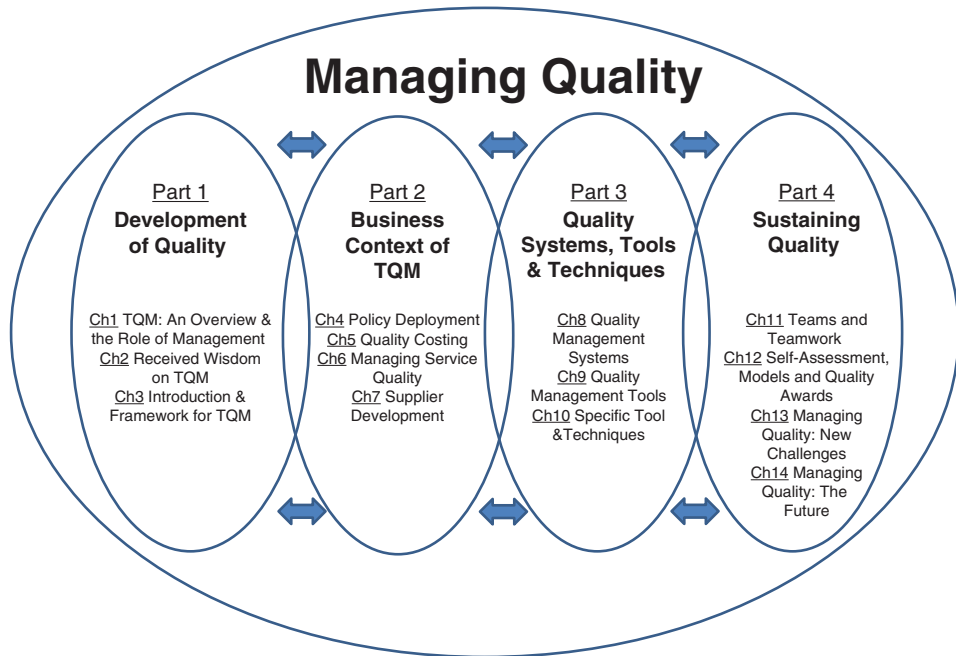 Managing Quality
Part 1
Development
of Quality
Ch1 TQM: An Overview &
the Role of Management
Ch2 Received Wisdom
on TQM
Ch3 Introduction &
Framework for TQM
Part 2
Business
Context of
TQM
Ch4 Policy Deployment
Ch5 Quality Costing
Ch6 Managing Service
Quality
Ch7 Supplier
Development
Part 3
Quality
Systems, Tools
& Techniques
Ch8 Quality
Management
Systems
Ch9 Quality
Management Tools
Ch10 Specific Tool
&Techniques
Part 4
Sustaining
Quality
Ch11 Teams and
Teamwork
Ch12 Self-Assessment,
Models and Quality
Awards
Ch13 Managing
Quality: New
Challenges
Ch14 Managing
Quality: The
Future